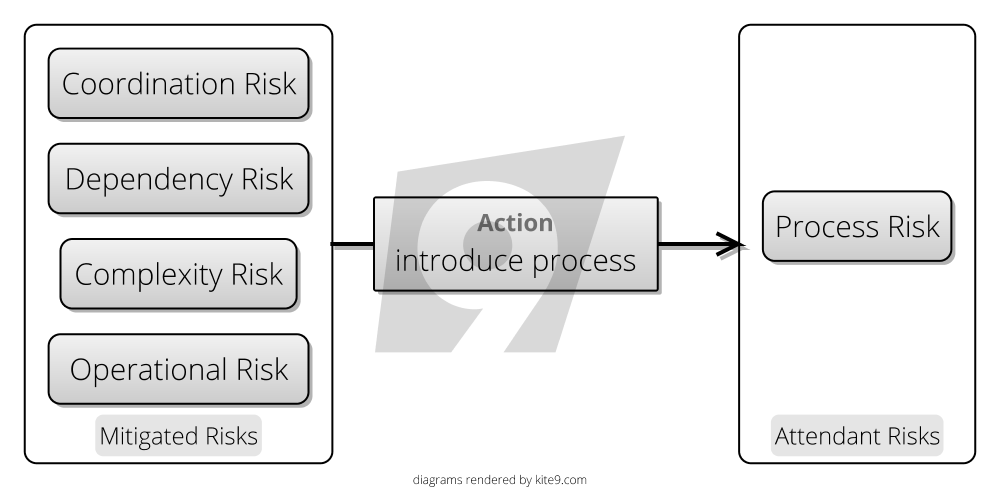 Coordination Risk
Dependency Risk
Complexity Risk
Operational Risk
Mitigated Risks
Action
introduce process
Process Risk
Attendant Risks
diagrams rendered by kite9.com